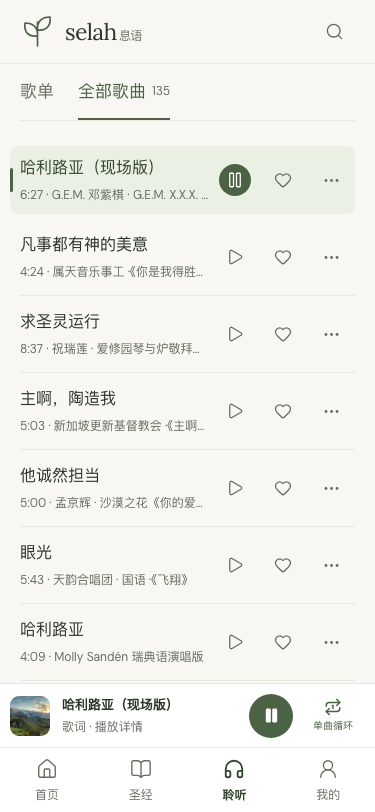 selah 息语
歌单 全部歌曲 135
哈利路亚（现场版）
6:27 · G.E.M. 邓紫棋 · G.E.M. X.X.X. ...
凡事都有神的美意
4:24 · 属天音乐事工 ·《你是我得胜...
求圣灵运行
8:37 · 祝瑞莲 · 爱修园琴与炉敬拜...
主啊，陶造我
5:03 · 新加坡更新基督教会 ·《主啊...
他诚然担当
5:00 · 孟京辉 · 沙漠之花《你的爱...
眼光
5:43 · 天韵合唱团 · 国语 ·《飞翔》
哈利路亚
4:09 · Molly Sandén 瑞典语演唱版
哈利路亚（现场版）
歌词 · 播放详情
单曲循环
首页 圣经 聆听 我的